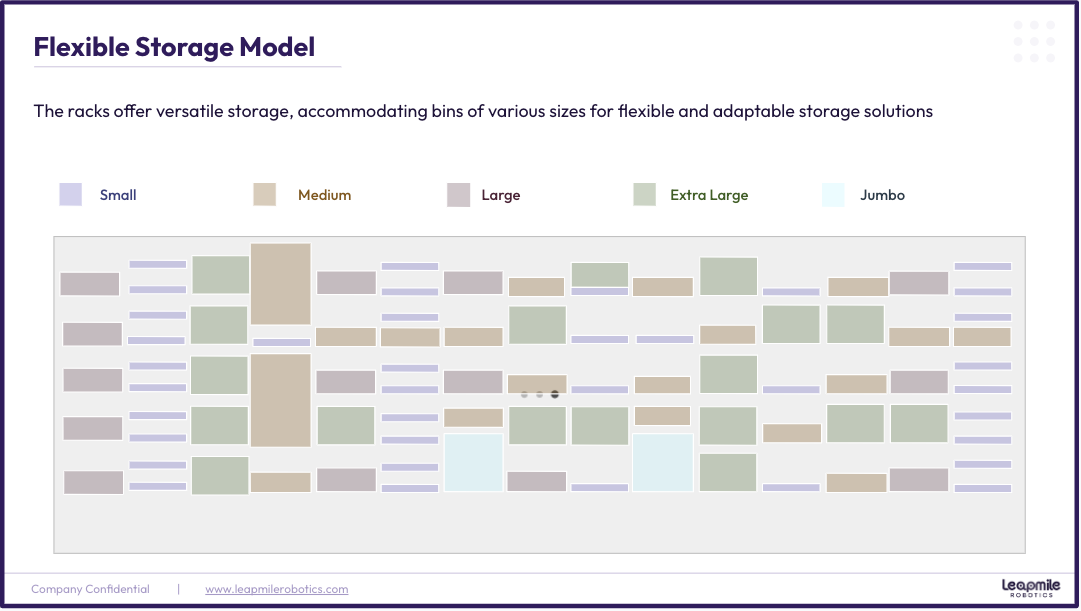 Flexible Storage Model
The racks offer versatile storage, accommodating bins of various sizes for flexible and adaptable storage solutions
Small Medium Large Extra Large Jumbo
Company Confidential | www.leapmilerobotics.com
Leapmile
ROBOTICS